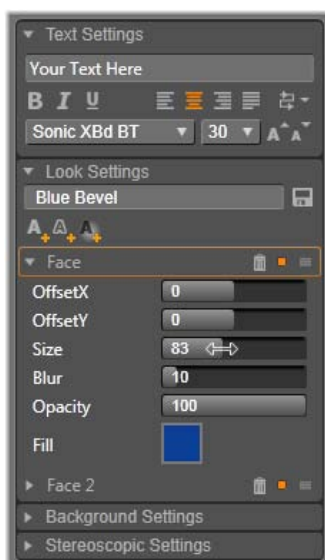 Text Settings
Your Text Here
B I U
Sonic XBd BT 30 A A
Look Settings
Blue Bevel
A A A
Face
OffsetX 0
OffsetY 0
Size 83
Blur 10
Opacity 100
Fill
Face 2
Background Settings
Stereoscopic Settings